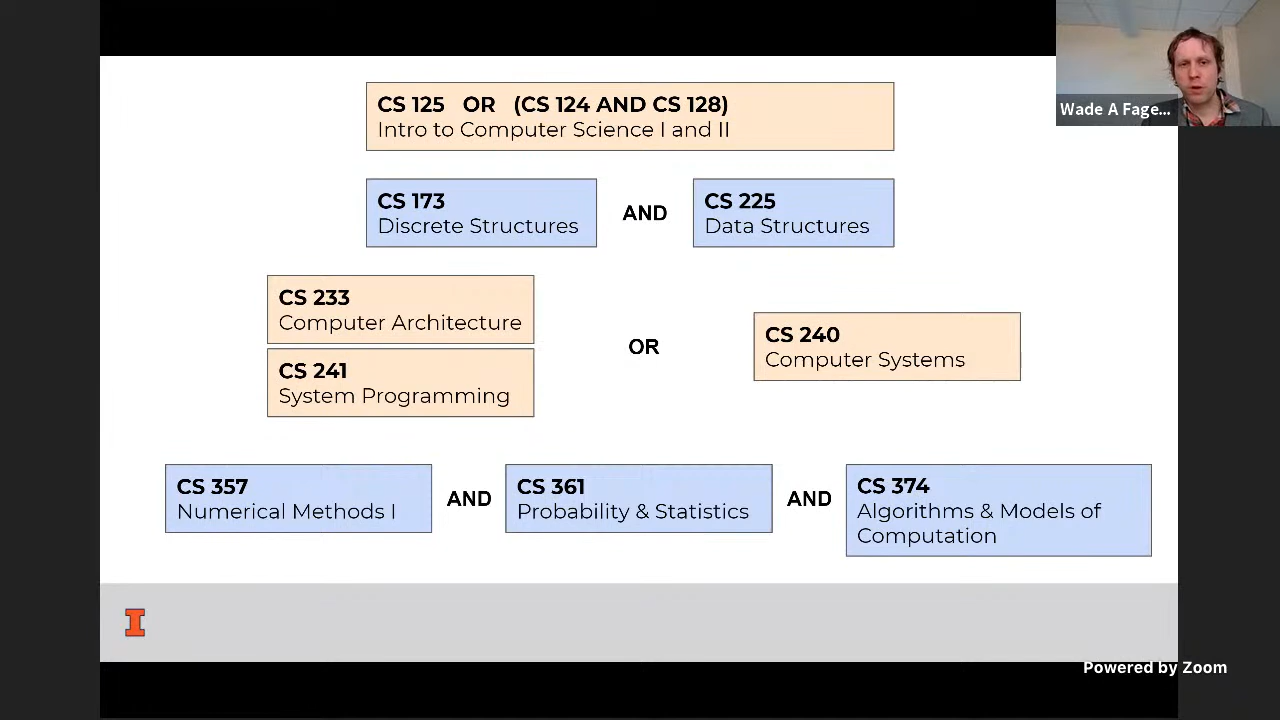 CS 125 OR (CS 124 AND CS 128)
Intro to Computer Science I and II
Wade A Fage...
CS 173
Discrete Structures
AND
CS 225
Data Structures
CS 233
Computer Architecture
CS 241
System Programming
OR
CS 240
Computer Systems
CS 357
Numerical Methods I
AND
CS 361
Probability & Statistics
AND
CS 374
Algorithms & Models of
Computation
I
Powered by Zoom